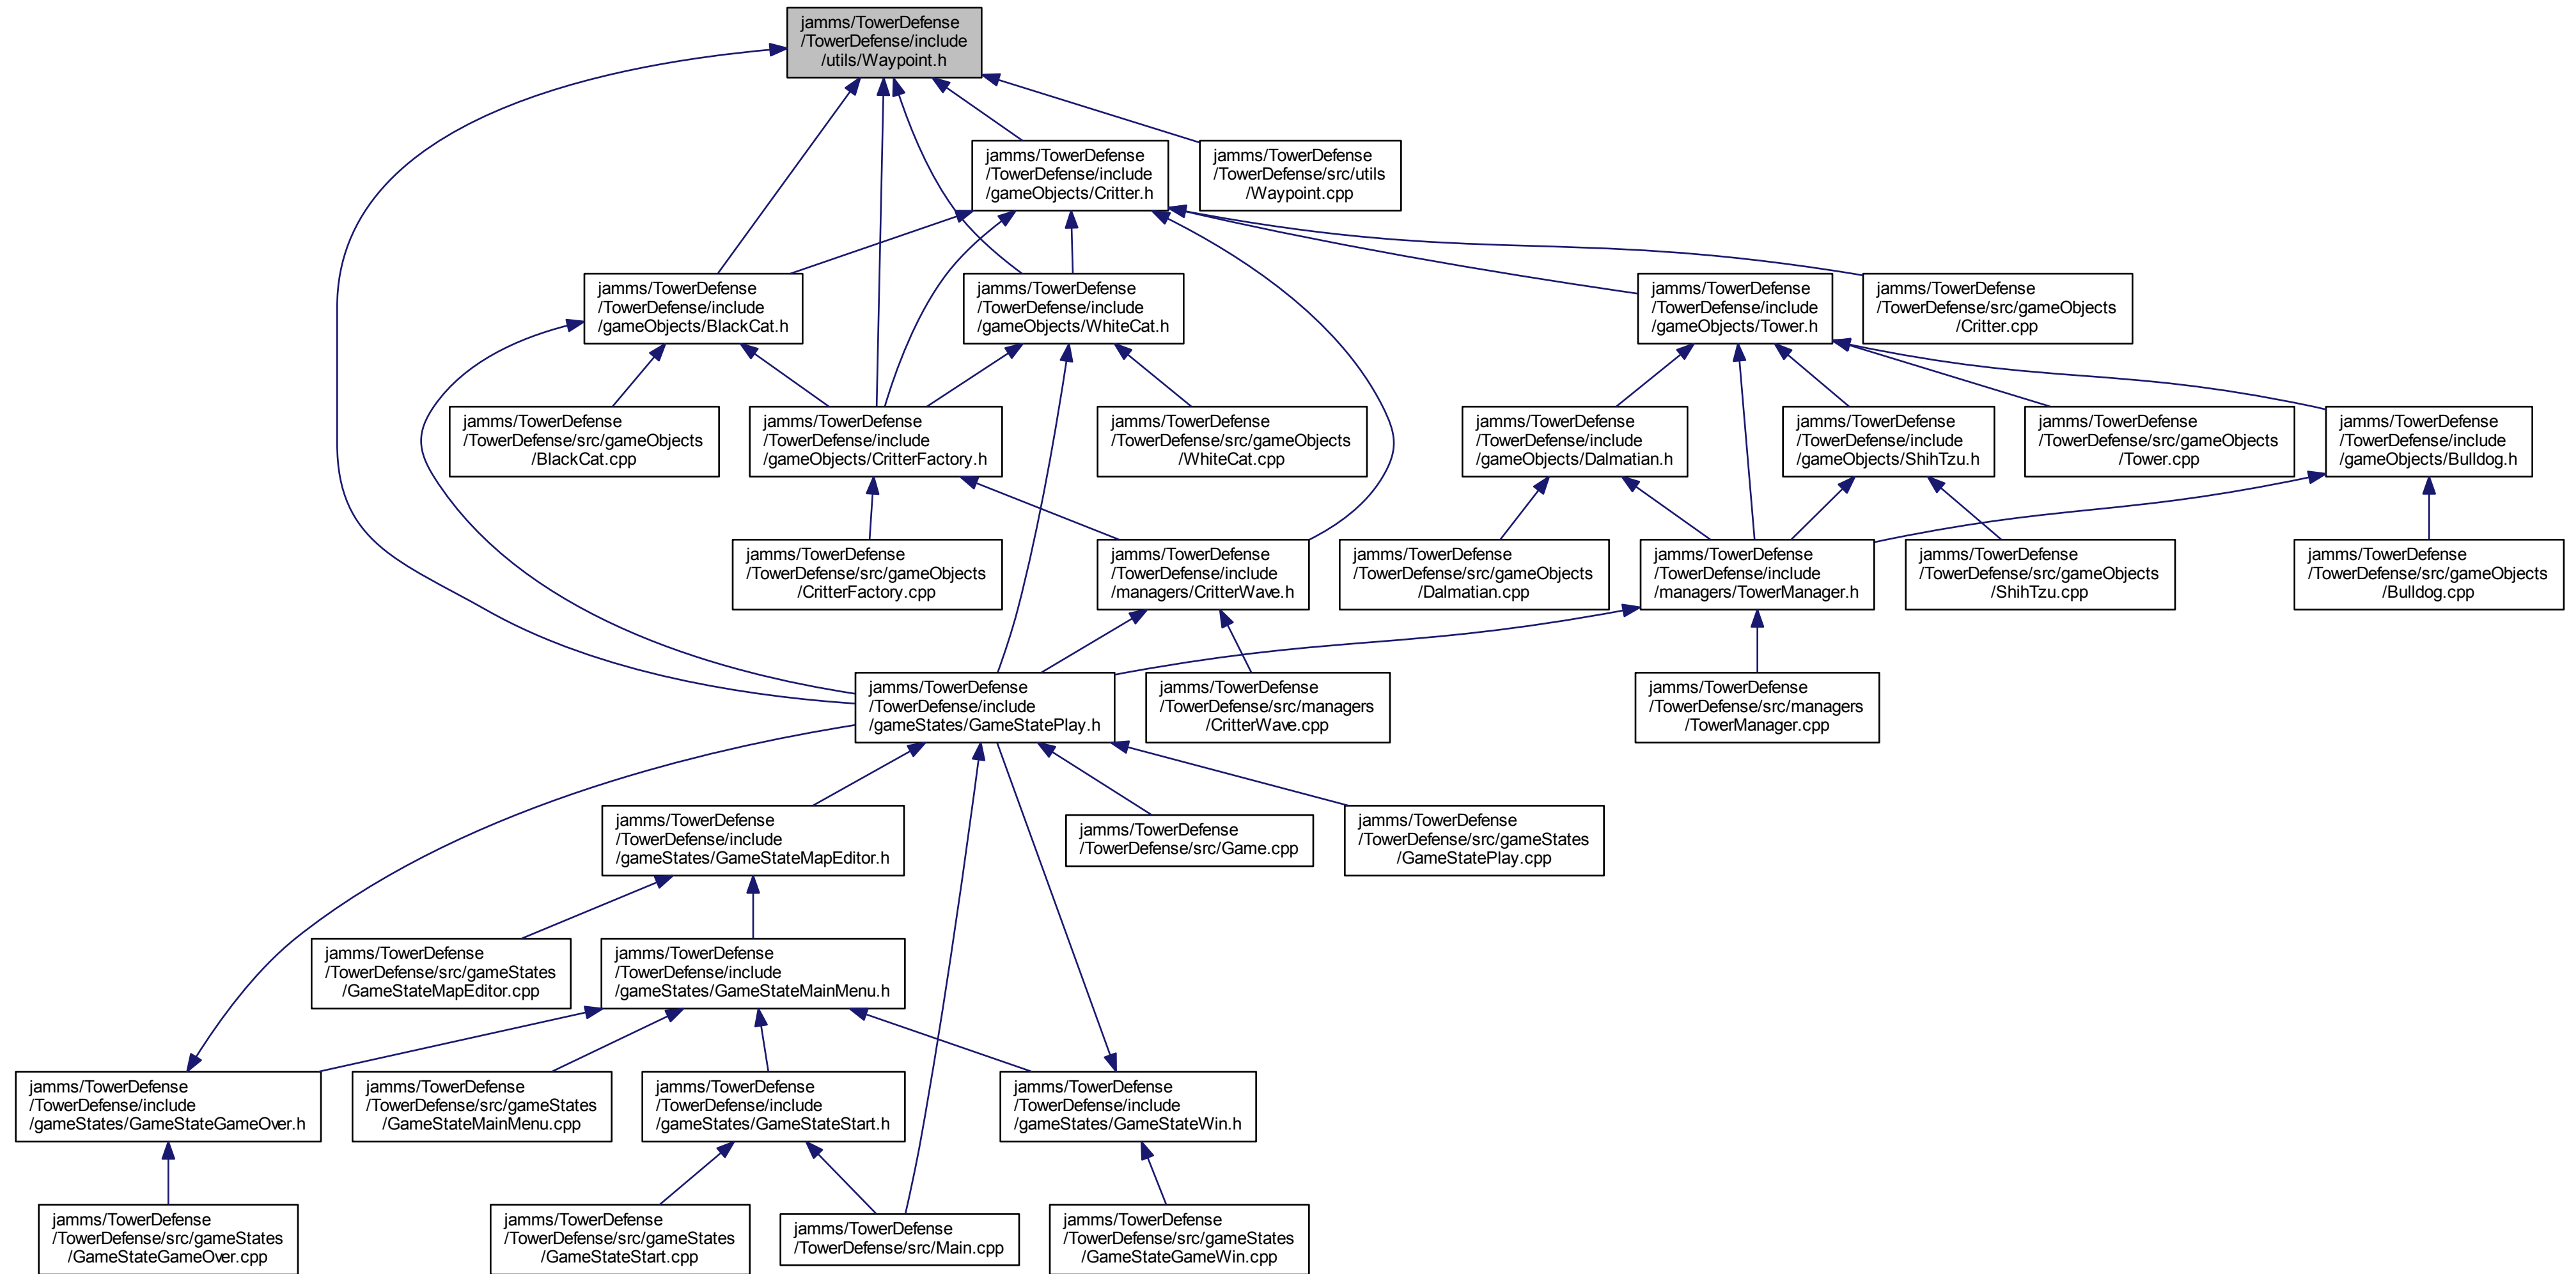 jamms/TowerDefense
/TowerDefense/include
/utils/Waypoint.h
jamms/TowerDefense
/TowerDefense/include
/gameObjects/Critter.h
jamms/TowerDefense
/TowerDefense/src/utils
/Waypoint.cpp
jamms/TowerDefense
/TowerDefense/include
/gameObjects/BlackCat.h
jamms/TowerDefense
/TowerDefense/include
/gameObjects/WhiteCat.h
jamms/TowerDefense
/TowerDefense/include
/gameObjects/Tower.h
jamms/TowerDefense
/TowerDefense/src/gameObjects
/Critter.cpp
jamms/TowerDefense
/TowerDefense/src/gameObjects
/BlackCat.cpp
jamms/TowerDefense
/TowerDefense/include
/gameObjects/CritterFactory.h
jamms/TowerDefense
/TowerDefense/src/gameObjects
/WhiteCat.cpp
jamms/TowerDefense
/TowerDefense/include
/gameObjects/Dalmatian.h
jamms/TowerDefense
/TowerDefense/include
/gameObjects/ShihTzu.h
jamms/TowerDefense
/TowerDefense/src/gameObjects
/Tower.cpp
jamms/TowerDefense
/TowerDefense/include
/gameObjects/Bulldog.h
jamms/TowerDefense
/TowerDefense/src/gameObjects
/CritterFactory.cpp
jamms/TowerDefense
/TowerDefense/include
/managers/CritterWave.h
jamms/TowerDefense
/TowerDefense/src/gameObjects
/Dalmatian.cpp
jamms/TowerDefense
/TowerDefense/include
/managers/TowerManager.h
jamms/TowerDefense
/TowerDefense/src/gameObjects
/ShihTzu.cpp
jamms/TowerDefense
/TowerDefense/src/gameObjects
/Bulldog.cpp
jamms/TowerDefense
/TowerDefense/include
/gameStates/GameStatePlay.h
jamms/TowerDefense
/TowerDefense/src/managers
/CritterWave.cpp
jamms/TowerDefense
/TowerDefense/src/managers
/TowerManager.cpp
jamms/TowerDefense
/TowerDefense/include
/gameStates/GameStateMapEditor.h
jamms/TowerDefense
/TowerDefense/src/Game.cpp
jamms/TowerDefense
/TowerDefense/src/gameStates
/GameStatePlay.cpp
jamms/TowerDefense
/TowerDefense/src/gameStates
/GameStateMapEditor.cpp
jamms/TowerDefense
/TowerDefense/include
/gameStates/GameStateMainMenu.h
jamms/TowerDefense
/TowerDefense/include
/gameStates/GameStateGameOver.h
jamms/TowerDefense
/TowerDefense/src/gameStates
/GameStateMainMenu.cpp
jamms/TowerDefense
/TowerDefense/include
/gameStates/GameStateStart.h
jamms/TowerDefense
/TowerDefense/include
/gameStates/GameStateWin.h
jamms/TowerDefense
/TowerDefense/src/gameStates
/GameStateGameOver.cpp
jamms/TowerDefense
/TowerDefense/src/gameStates
/GameStateStart.cpp
jamms/TowerDefense
/TowerDefense/src/Main.cpp
jamms/TowerDefense
/TowerDefense/src/gameStates
/GameStateGameWin.cpp